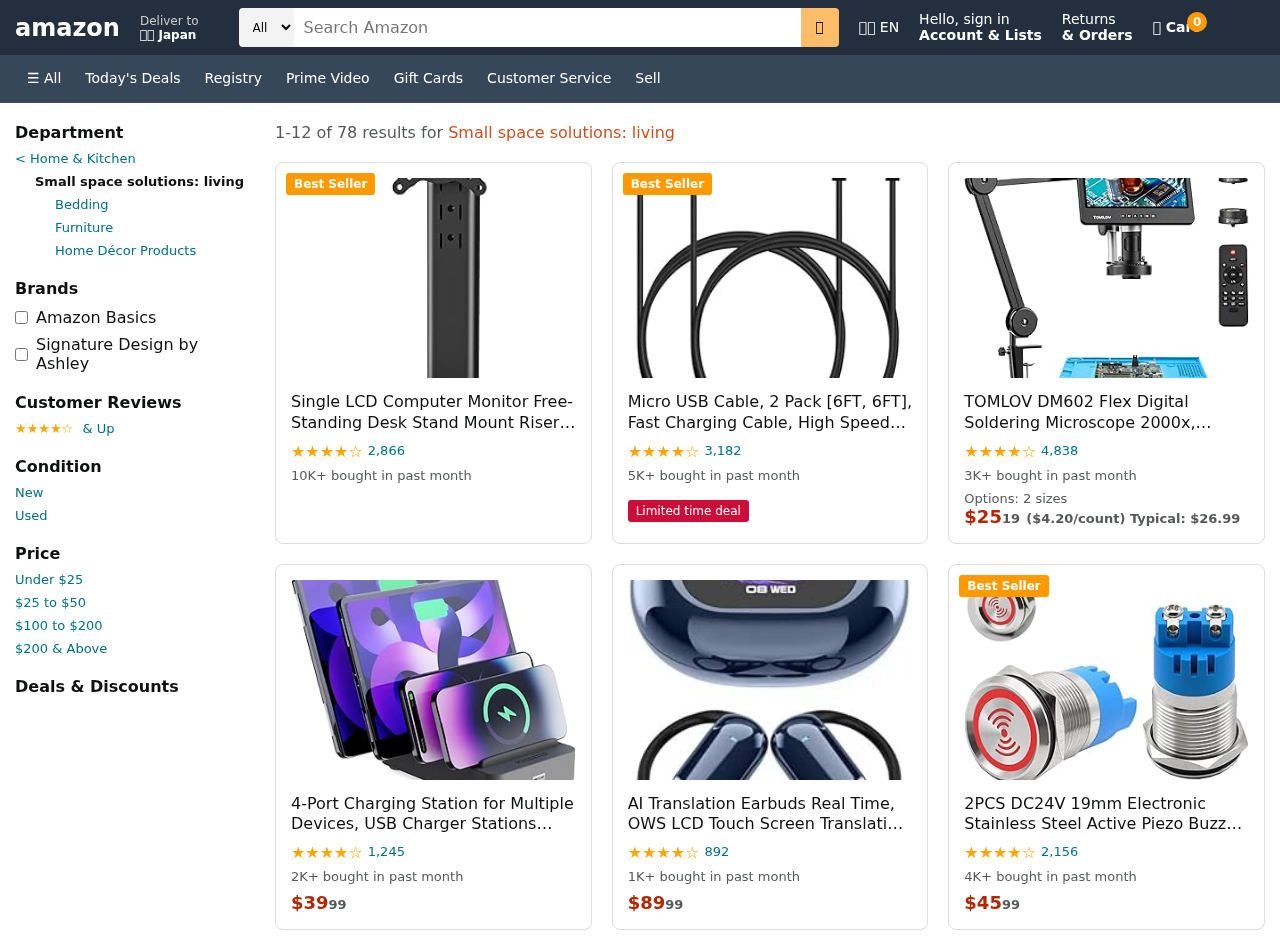 amazon
Deliver to
Japan
All
Search Amazon
EN
Hello, sign in
Account & Lists
Returns
& Orders
0
☰ All
Today's Deals
Registry
Prime Video
Gift Cards
Customer Service
Sell
Department
< Home & Kitchen
Small space solutions: living
Bedding
Furniture
Home Décor Products
Brands
Amazon Basics
Signature Design by
Ashley
Customer Reviews
★★★★☆ & Up
Condition
New
Used
Price
Under $25
$25 to $50
$100 to $200
$200 & Above
Deals & Discounts
1-12 of 78 results for Small space solutions: living
Best Seller
Single LCD Computer Monitor Free-
Standing Desk Stand Mount Riser...
★★★★☆ 2,866
10K+ bought in past month
Best Seller
Micro USB Cable, 2 Pack [6FT, 6FT],
Fast Charging Cable, High Speed...
★★★★☆ 3,182
5K+ bought in past month
Limited time deal
TOMLOV
TOMLOV DM602 Flex Digital
Soldering Microscope 2000x,...
★★★★☆ 4,838
3K+ bought in past month
Options: 2 sizes
$25 19 ($4.20/count) Typical: $26.99
4-Port Charging Station for Multiple
Devices, USB Charger Stations...
★★★★☆ 1,245
2K+ bought in past month
$39 99
08 WED
AI Translation Earbuds Real Time,
OWS LCD Touch Screen Translati...
★★★★☆ 892
1K+ bought in past month
$89 99
Best Seller
2PCS DC24V 19mm Electronic
Stainless Steel Active Piezo Buzz...
★★★★☆ 2,156
4K+ bought in past month
$45 99